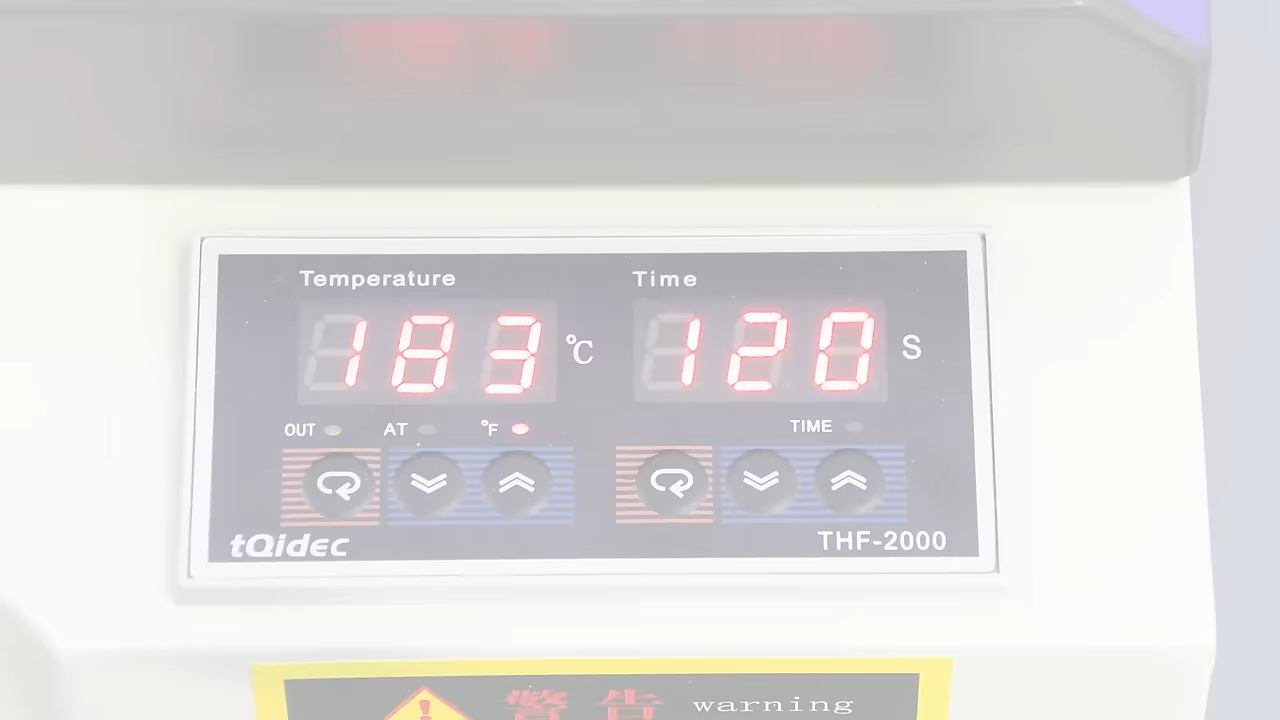 Temperature Time
183 °C 120 S
OUT AT °F TIME
tQidec THF-2000
警告 warning